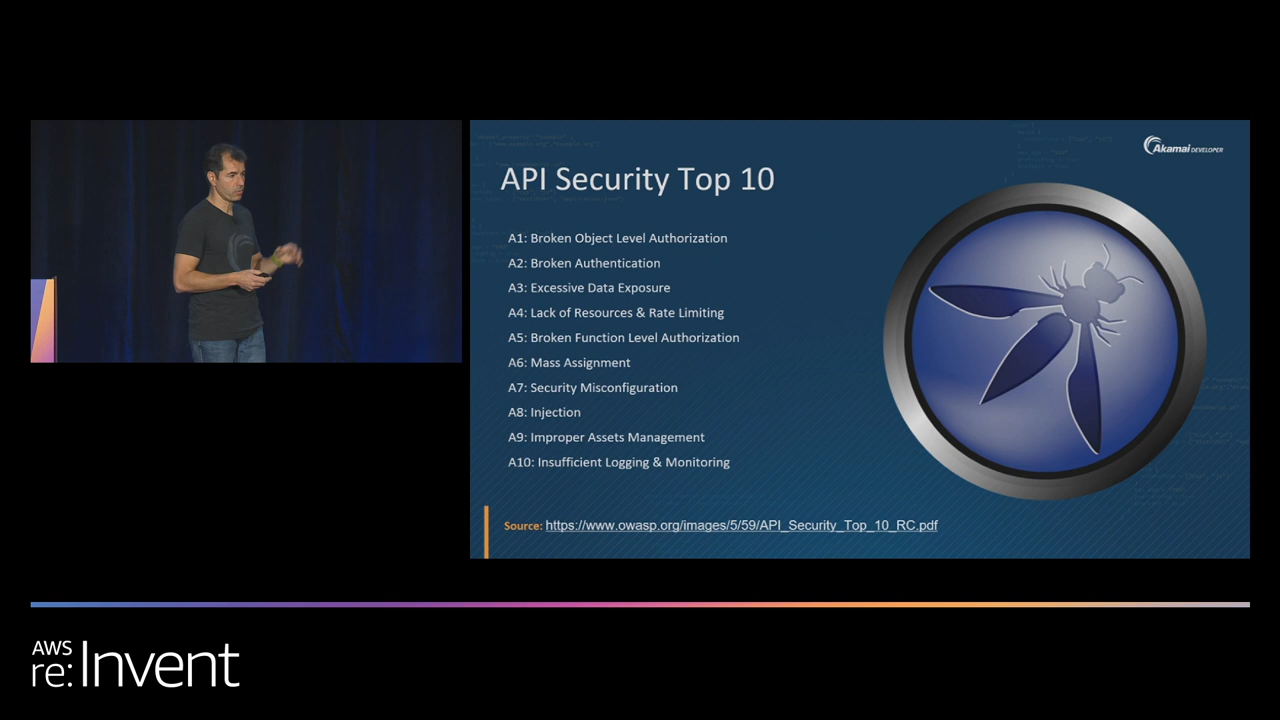 Akamai DEVELOPER
API Security Top 10
A1: Broken Object Level Authorization
A2: Broken Authentication
A3: Excessive Data Exposure
A4: Lack of Resources & Rate Limiting
A5: Broken Function Level Authorization
A6: Mass Assignment
A7: Security Misconfiguration
A8: Injection
A9: Improper Assets Management
A10: Insufficient Logging & Monitoring
Source: https://www.owasp.org/images/5/59/API_Security_Top_10_RC.pdf
AWS
re:Invent